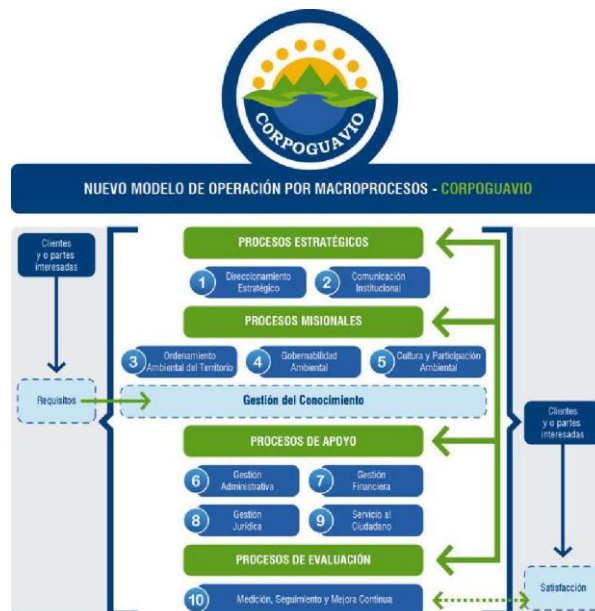 CORPOGUAVIO
NUEVO MODELO DE OPERACIÓN POR MACROPROCESOS - CORPOGUAVIO
Clientes
y o partes
interesadas
Requisitos
PROCESOS ESTRATÉGICOS
1 Direccionamiento
Estratégico
2 Comunicación
Institucional
PROCESOS MISIONALES
3 Ordenamiento
Ambiental del Territorio
4 Gobernabilidad
Ambiental
5 Cultura y Participación
Ambiental
Gestión del Conocimiento
PROCESOS DE APOYO
6 Gestión
Administrativa
7 Gestión
Financiera
8 Gestión
Jurídica
9 Servicio al
Ciudadano
PROCESOS DE EVALUACIÓN
10 Medición, Seguimiento y Mejora Continua
Clientes
y o partes
interesadas
Satisfacción